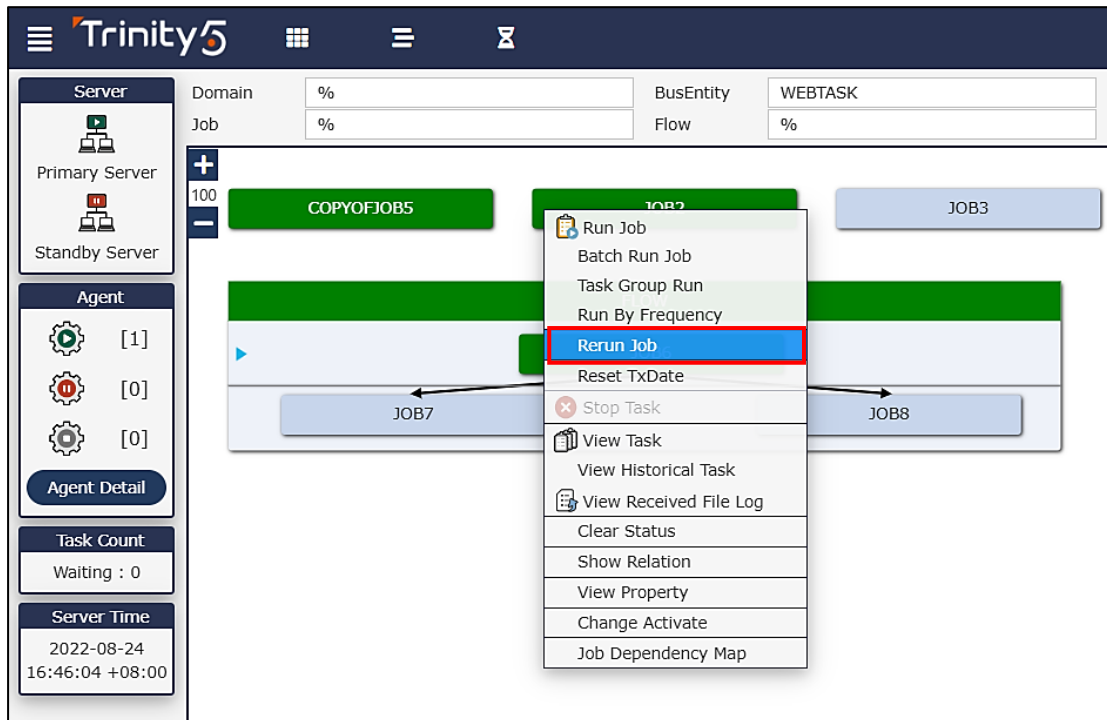 Trinity5
Server
Primary Server
Standby Server
Agent
[1]
[0]
[0]
Agent Detail
Task Count
Waiting : 0
Server Time
2022-08-24
16:46:04 +08:00
Domain % BusEntity WEBTASK
Job % Flow %
+
100
−
COPYOFJOB5 JOB2 JOB3
JOB7 JOB8
Run Job
Batch Run Job
Task Group Run
Run By Frequency
Rerun Job
Reset TxDate
Stop Task
View Task
View Historical Task
View Received File Log
Clear Status
Show Relation
View Property
Change Activate
Job Dependency Map